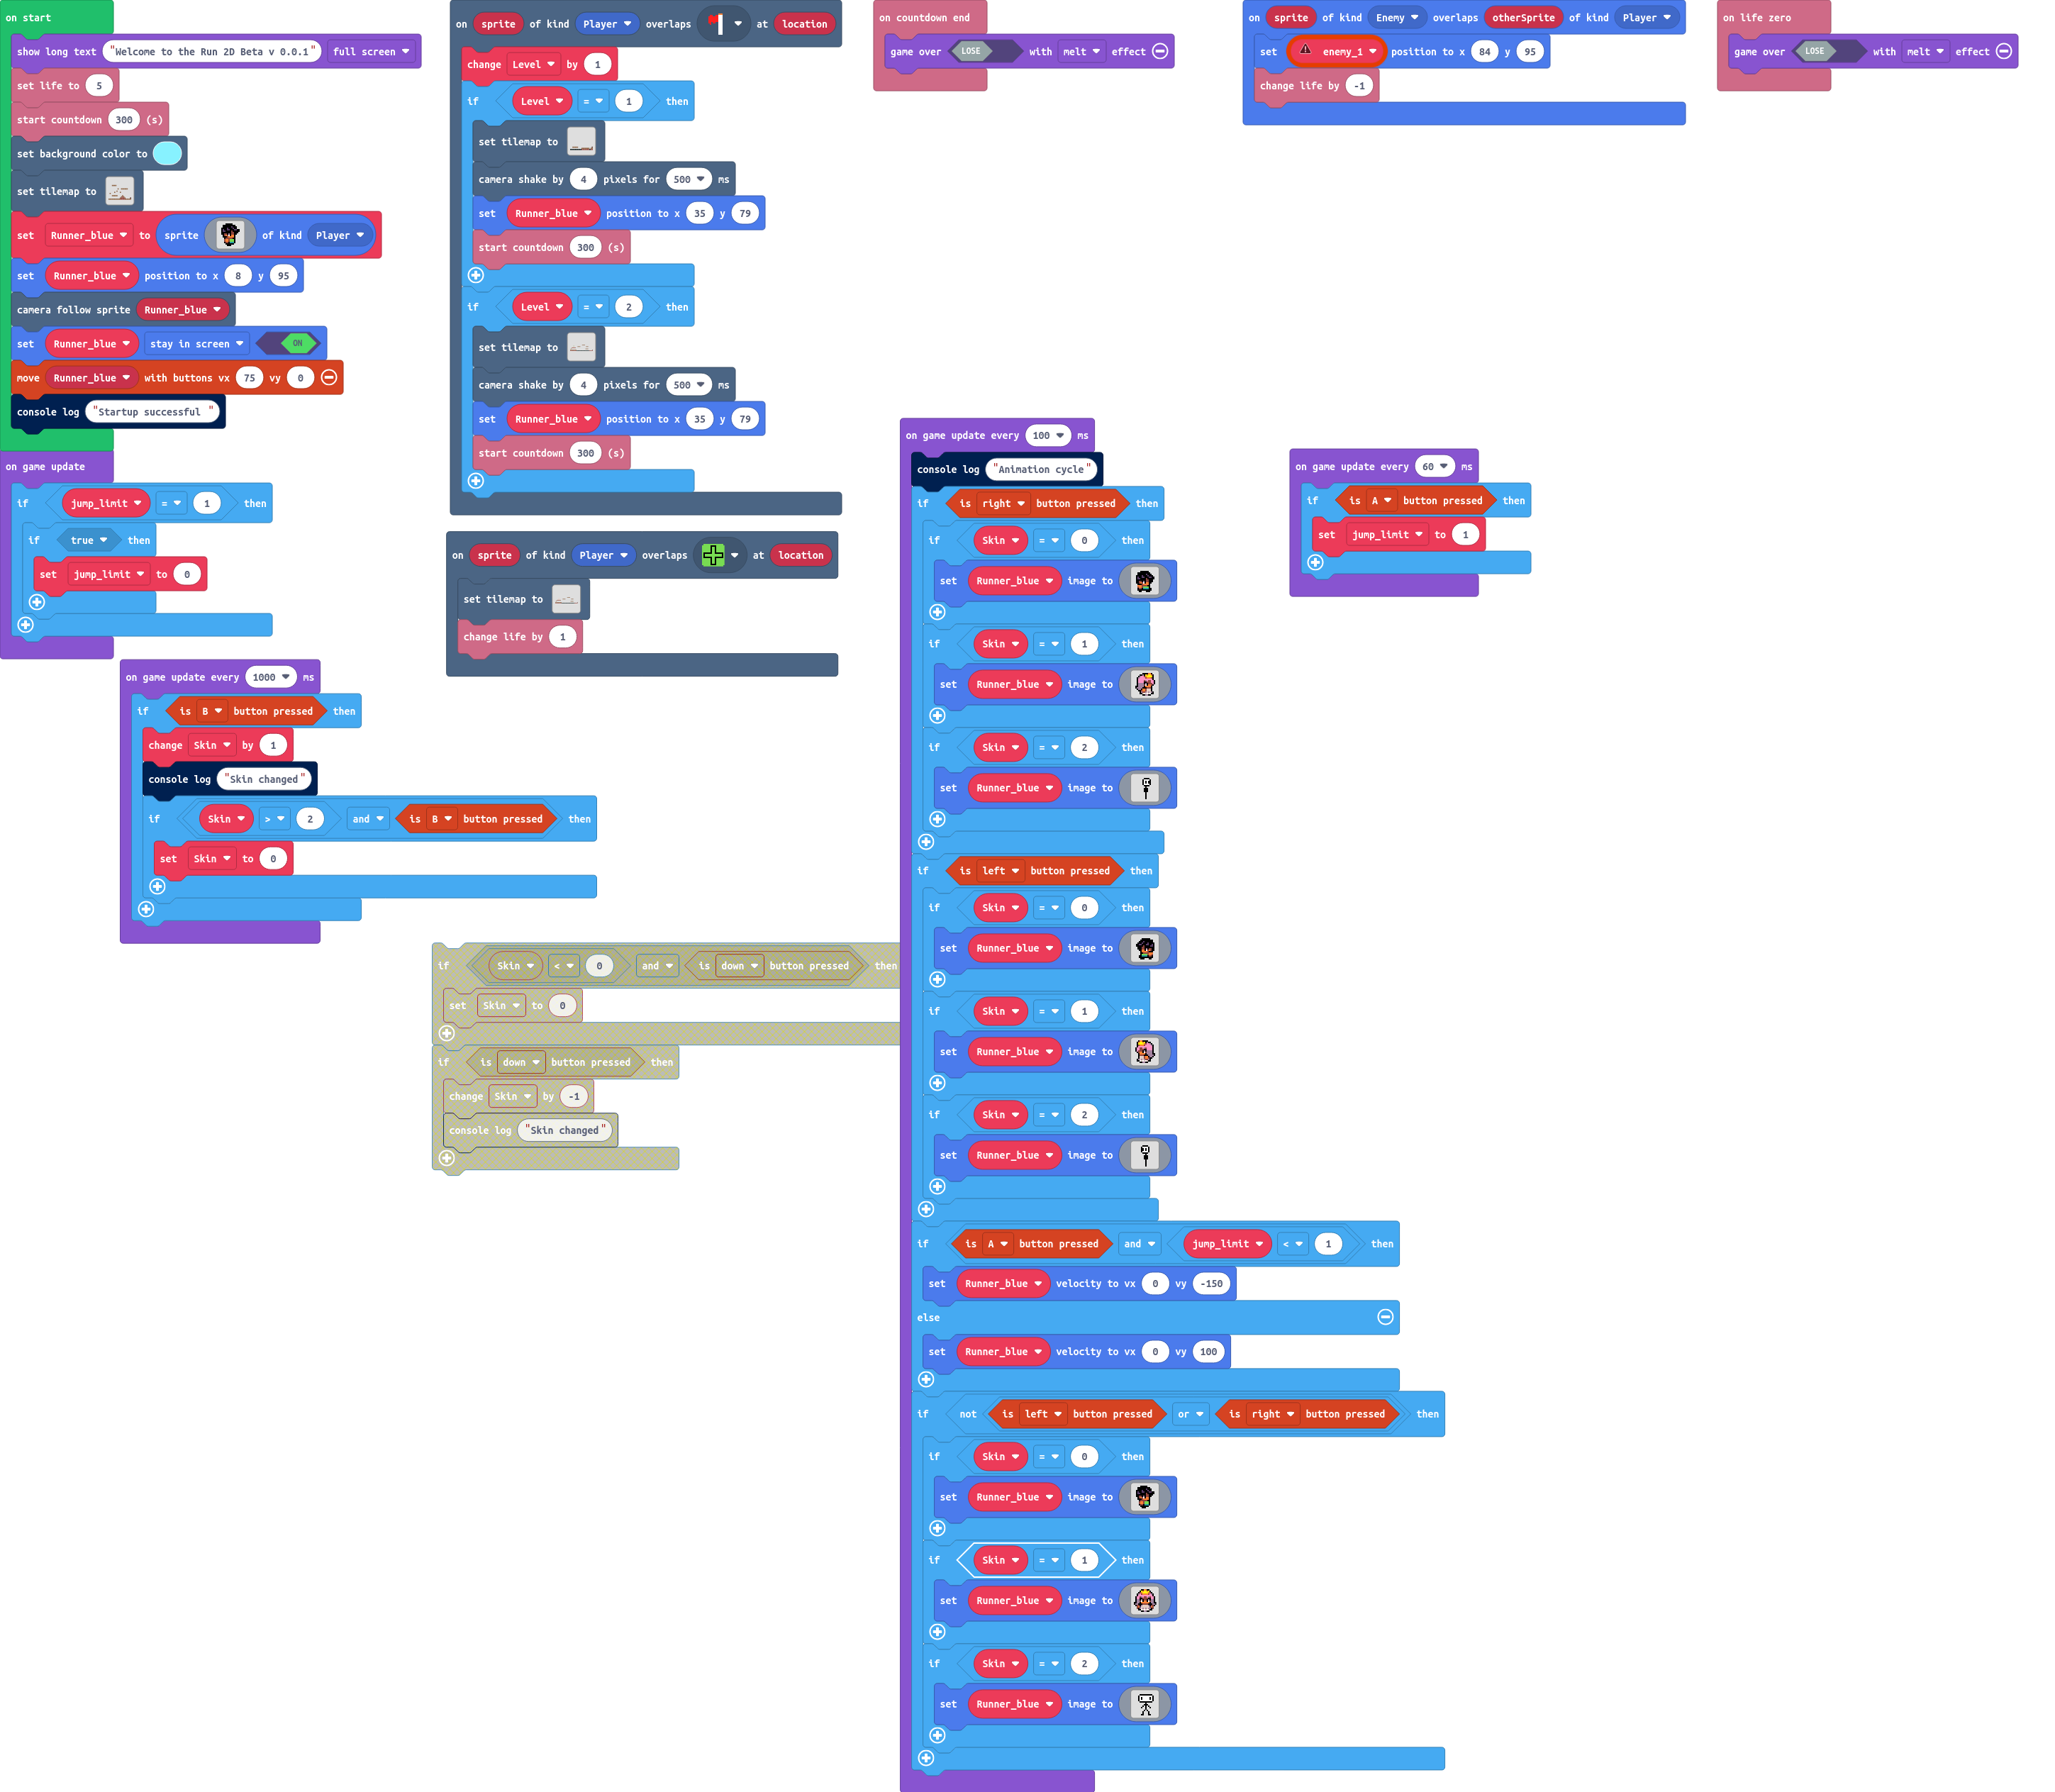 on start
show long text "Welcome to the Run 2D Beta v 0.0.1" full screen
set life to 5
start countdown 300 (s)
set background color to
set tilemap to
set Runner_blue to sprite of kind Player
set Runner_blue position to x 8 y 95
camera follow sprite Runner_blue
set Runner_blue stay in screen ON
move Runner_blue with buttons vx 75 vy 0
console log "Startup successful "
on game update
if jump_limit = 1 then
if true then
set jump_limit to 0
on game update every 1000 ms
if is B button pressed then
change Skin by 1
console log "Skin changed"
if Skin > 2 and is B button pressed then
set Skin to 0
on sprite of kind Player overlaps at location
change Level by 1
if Level = 1 then
set tilemap to
camera shake by 4 pixels for 500 ms
set Runner_blue position to x 35 y 79
start countdown 300 (s)
if Level = 2 then
set tilemap to
camera shake by 4 pixels for 500 ms
set Runner_blue position to x 35 y 79
start countdown 300 (s)
on sprite of kind Player overlaps at location
set tilemap to
change life by 1
if Skin < 0 and is down button pressed then
set Skin to 0
if is down button pressed then
change Skin by -1
console log "Skin changed"
on countdown end
game over LOSE with melt effect
on sprite of kind Enemy overlaps otherSprite of kind Player
set enemy_1 position to x 84 y 95
change life by -1
on life zero
game over LOSE with melt effect
on game update every 100 ms
console log "Animation cycle"
if is right button pressed then
if Skin = 0 then
set Runner_blue image to
if Skin = 1 then
set Runner_blue image to
if Skin = 2 then
set Runner_blue image to
if is left button pressed then
if Skin = 0 then
set Runner_blue image to
if Skin = 1 then
set Runner_blue image to
if Skin = 2 then
set Runner_blue image to
if is A button pressed and jump_limit < 1 then
set Runner_blue velocity to vx 0 vy -150
else
set Runner_blue velocity to vx 0 vy 100
if not is left button pressed or is right button pressed then
if Skin = 0 then
set Runner_blue image to
if Skin = 1 then
set Runner_blue image to
if Skin = 2 then
set Runner_blue image to
on game update every 60 ms
if is A button pressed then
set jump_limit to 1